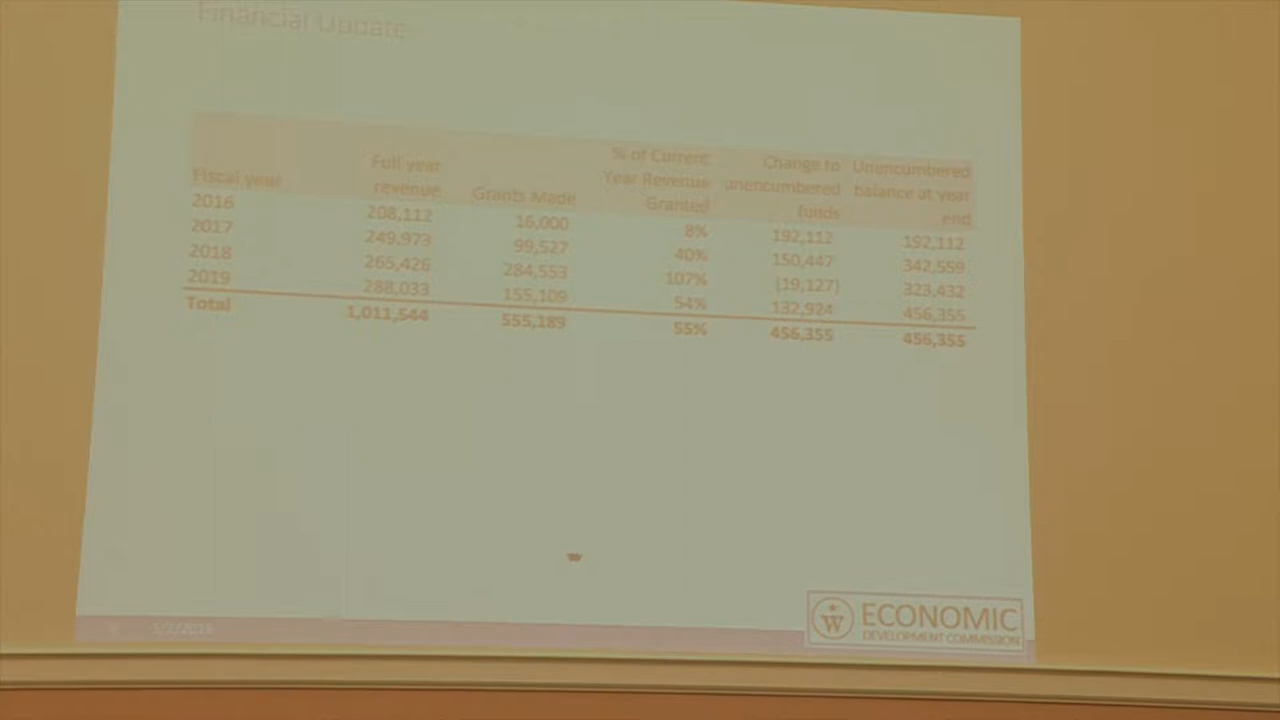 Financial Update
Fiscal year Full year revenue Grants Made % of Current Year Revenue Granted Change to unencumbered funds Unencumbered balance at year end
2016 208,112 16,000 8% 192,112 192,112
2017 249,973 99,527 40% 150,447 342,559
2018 265,426 284,553 107% (19,127) 323,432
2019 288,033 155,109 54% 132,924 456,355
Total 1,011,544 555,189 55% 456,355 456,355
W ECONOMIC
DEVELOPMENT COMMISSION